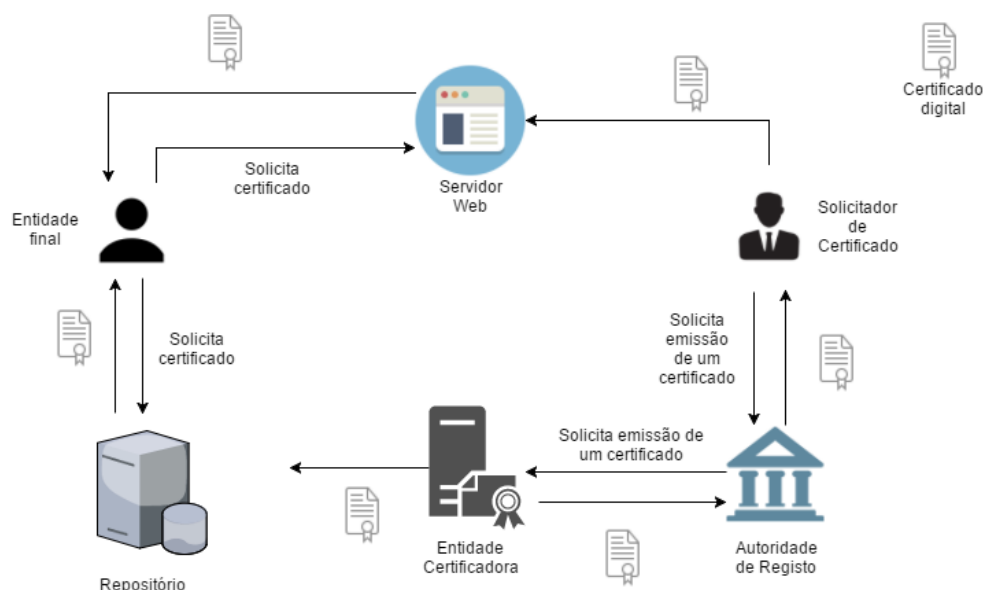 Certificado
digital
Solicita
certificado
Servidor
Web
Entidade
final
Solicitador
de
Certificado
Solicita
certificado
Solicita
emissão
de um
certificado
Solicita emissão de
um certificado
Entidade
Certificadora
Autoridade
de Registo
Repositório